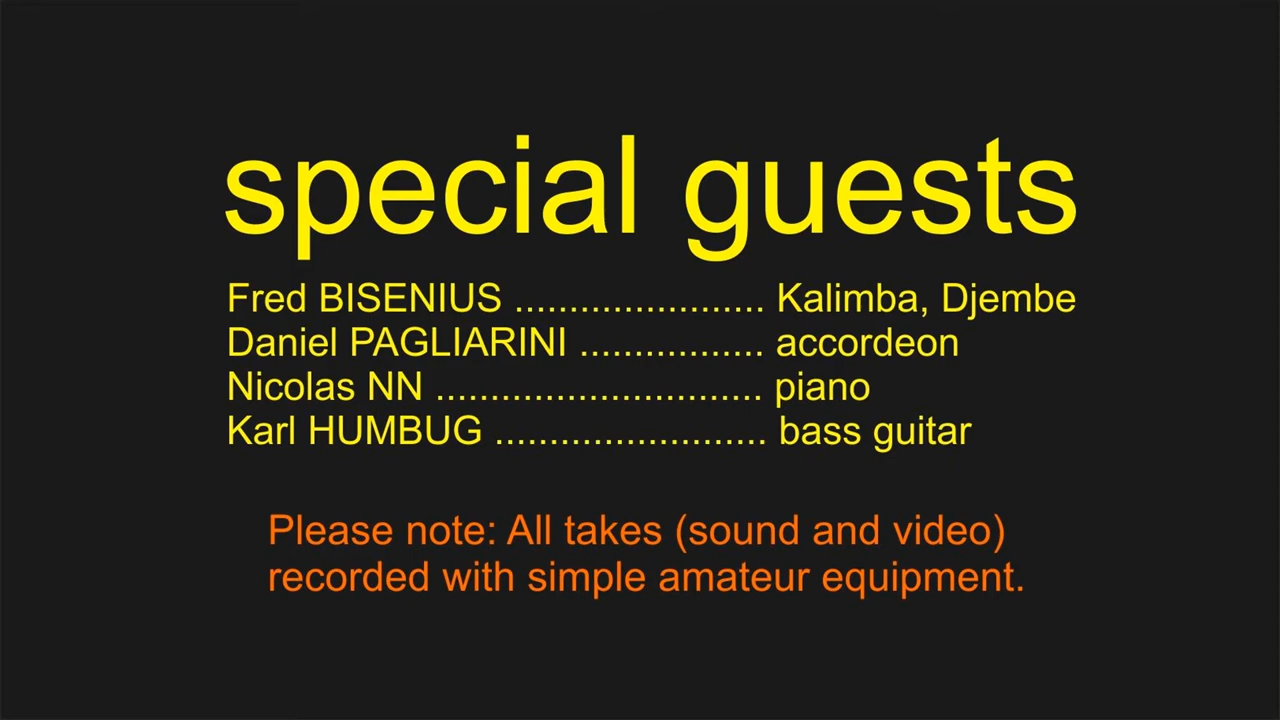 special guests
Fred BISENIUS ....................... Kalimba, Djembe
Daniel PAGLIARINI ................. accordeon
Nicolas NN .............................. piano
Karl HUMBUG ......................... bass guitar
Please note: All takes (sound and video)
recorded with simple amateur equipment.